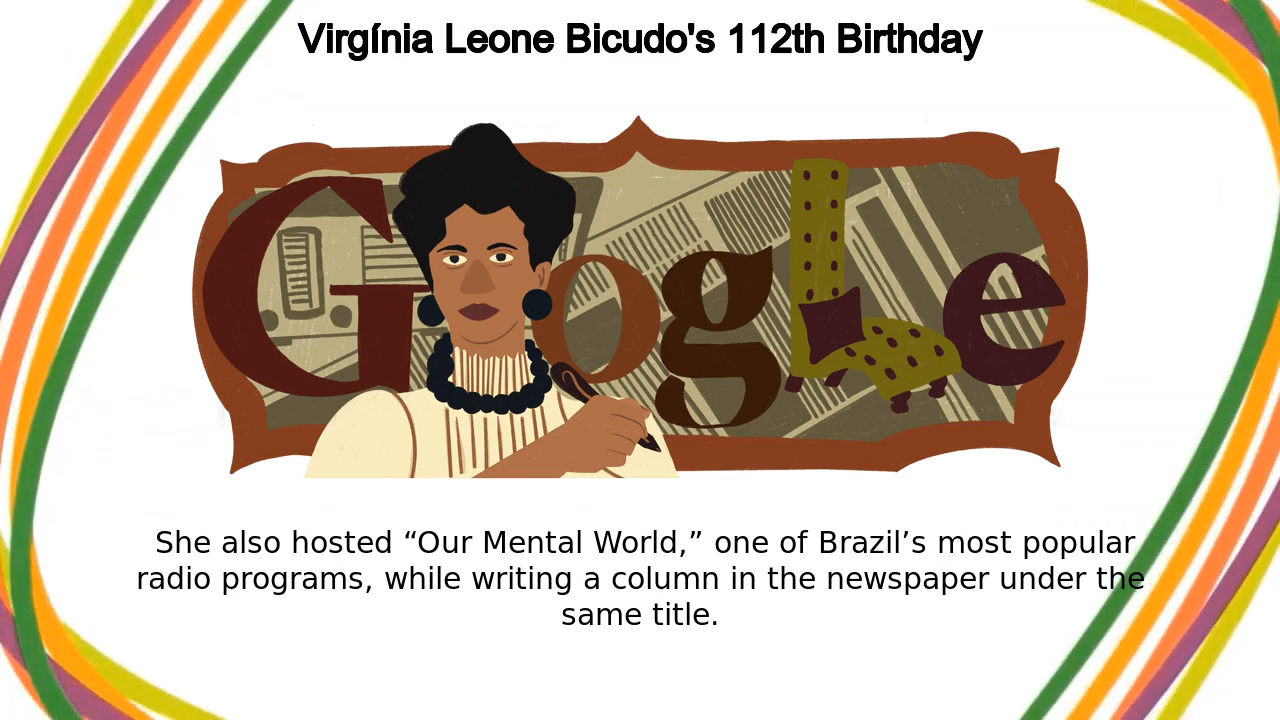 Virgínia Leone Bicudo's 112th Birthday
Google
She also hosted “Our Mental World,” one of Brazil’s most popular
radio programs, while writing a column in the newspaper under the
same title.